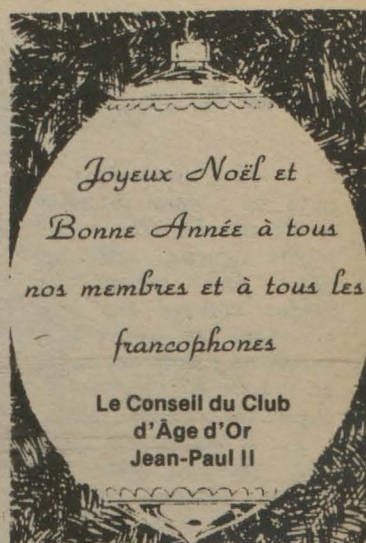 Joyeux Noël et
Bonne Année à tous
nos membres et à tous les
francophones
Le Conseil du Club
d'Âge d'Or
Jean-Paul II